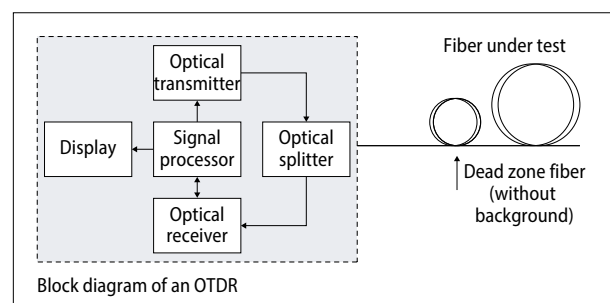 Optical
transmitter
Fiber under test
Display
Signal
processor
Optical
splitter
Dead zone fiber
(without
background)
Optical
receiver
Block diagram of an OTDR